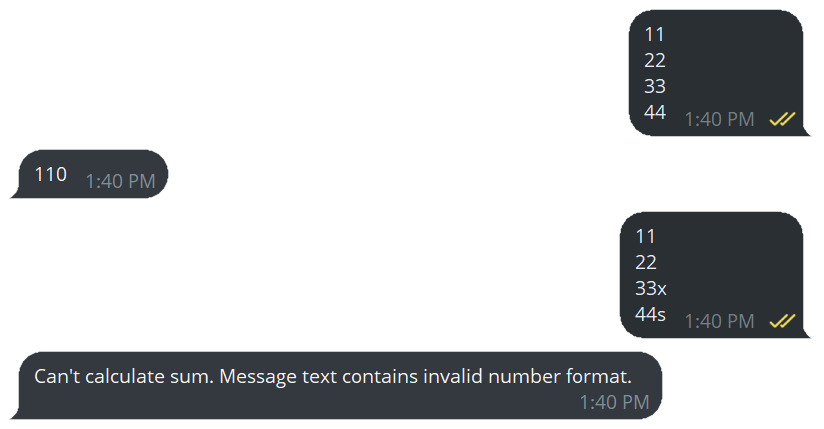 11
22
33
44 1:40 PM
110 1:40 PM
11
22
33x
44s 1:40 PM
Can't calculate sum. Message text contains invalid number format.
1:40 PM